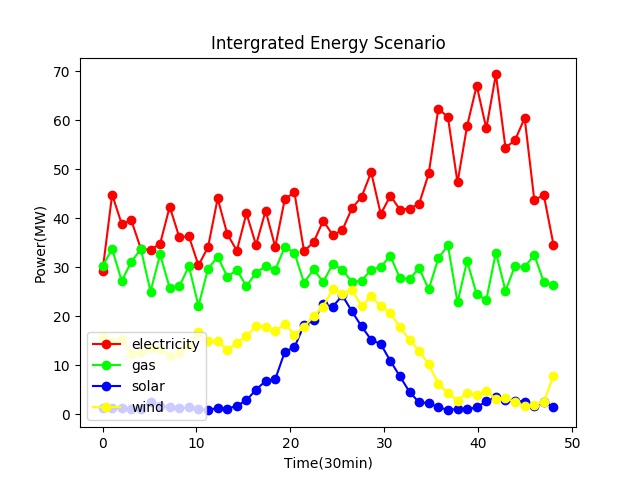 Intergrated Energy Scenario
Power(MW)
70
60
50
40
30
20
10
0
electricity
gas
solar
wind
0 10 20 30 40 50
Time(30min)